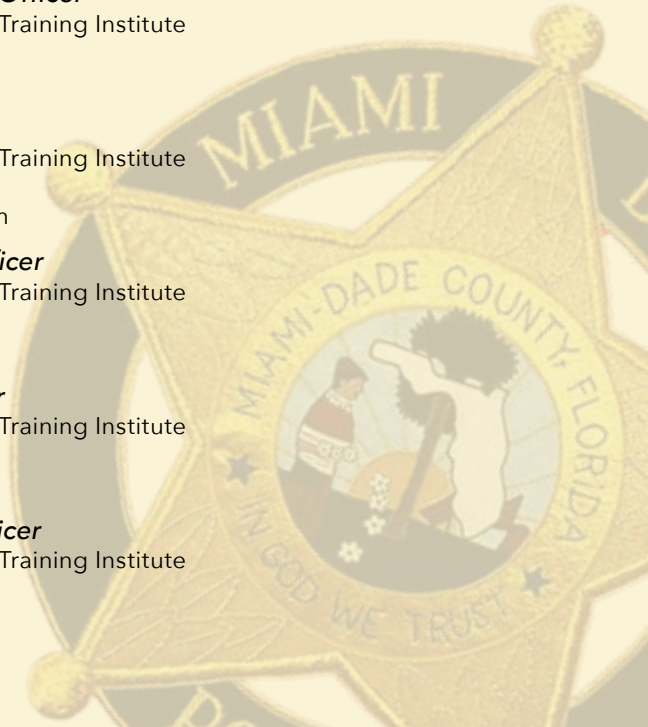 Officer
Training Institute
Training Institute
n
icer
Training Institute
r
Training Institute
icer
Training Institute
MIAMI
MIAMI-DADE COUNTY, FLORIDA
IN GOD WE TRUST